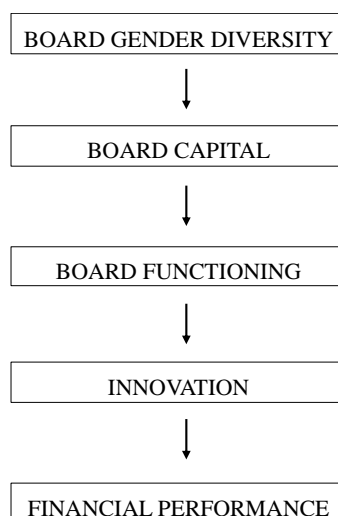 BOARD GENDER DIVERSITY
BOARD CAPITAL
BOARD FUNCTIONING
INNOVATION
FINANCIAL PERFORMANCE